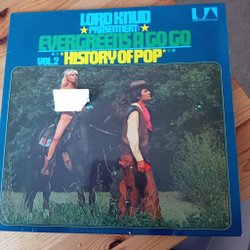 LORD KNUD
PRÄSENTIERT:
EVERGREENS A GO GO
VOL. 2 HISTORY OF POP